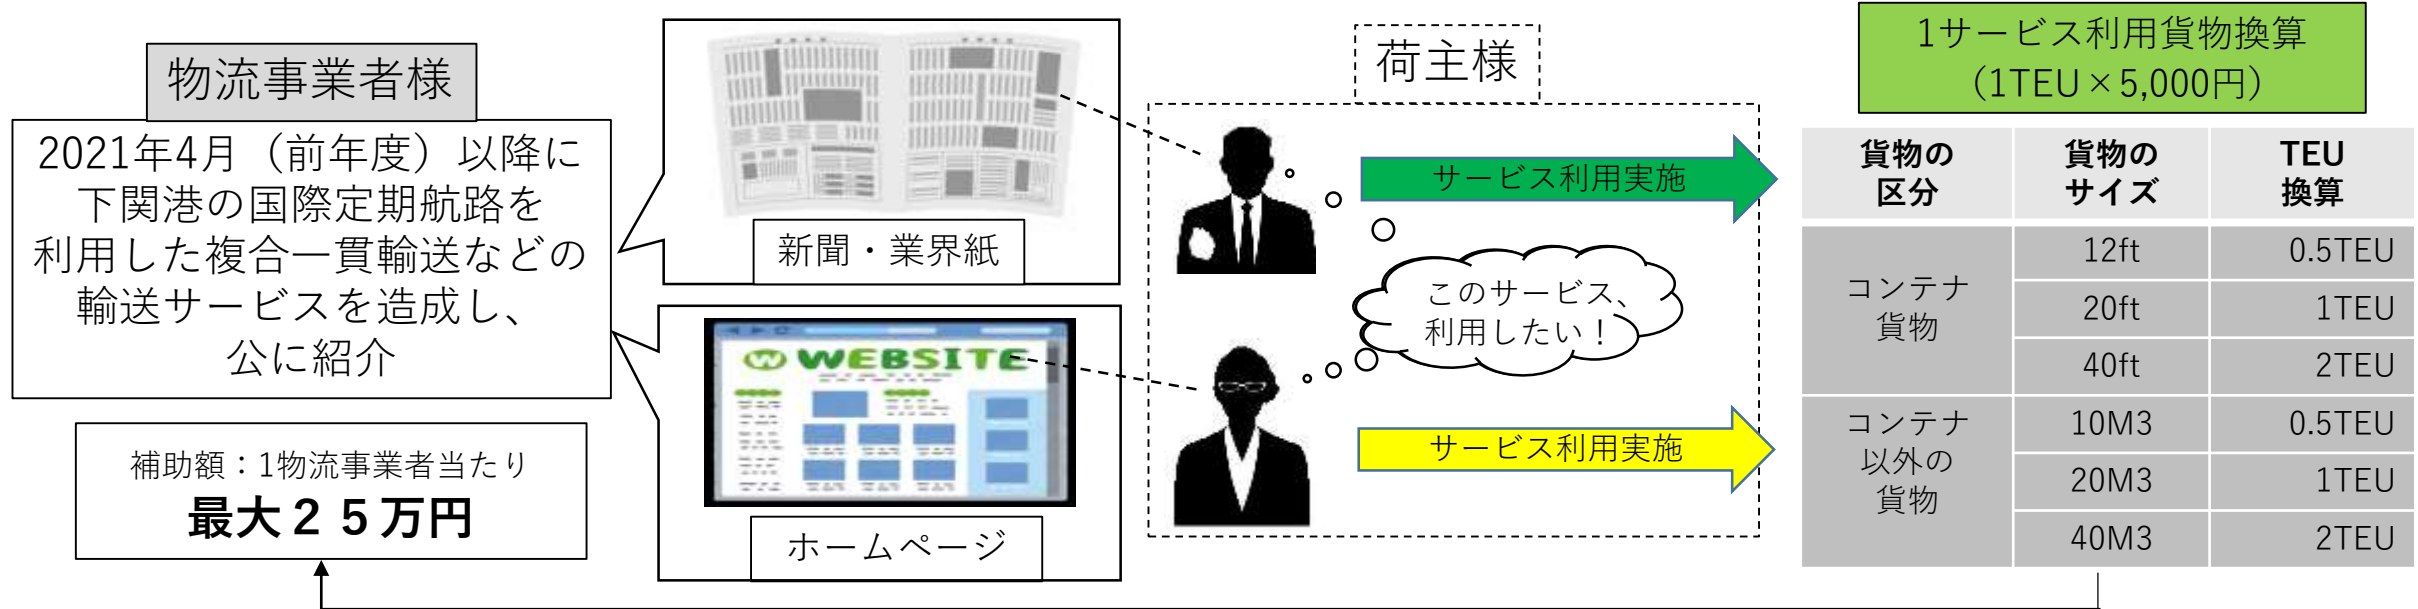 物流事業者様
2021年4月（前年度）以降に
下関港の国際定期航路を
利用した複合一貫輸送などの
輸送サービスを造成し、
公に紹介
補助額：1物流事業者当たり
最大２５万円
新聞・業界紙
WEBSITE
ホームページ
荷主様
サービス利用実施
このサービス、
利用したい！
サービス利用実施
1サービス利用貨物換算
（1TEU×5,000円）
貨物の区分 貨物のサイズ TEU換算
コンテナ貨物
12ft 0.5TEU
20ft 1TEU
40ft 2TEU
コンテナ以外の貨物
10M3 0.5TEU
20M3 1TEU
40M3 2TEU